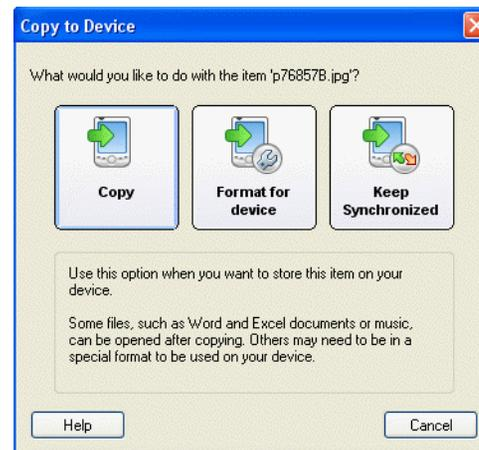 Copy to Device
What would you like to do with the item 'p76857B.jpg'?
Copy
Format for
device
Keep
Synchronized
Use this option when you want to store this item on your
device.
Some files, such as Word and Excel documents or music,
can be opened after copying. Others may need to be in a
special format to be used on your device.
Help
Cancel